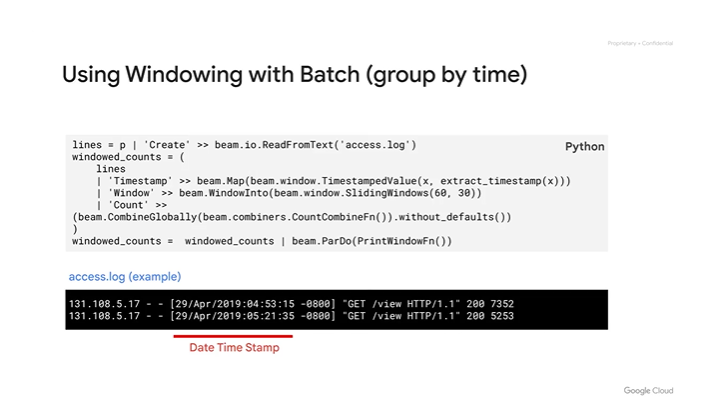 Proprietary + Confidential
Using Windowing with Batch (group by time)
lines = p | 'Create' >> beam.io.ReadFromText('access.log')
Python
windowed_counts = (
    lines
    | 'Timestamp' >> beam.Map(beam.window.TimestampedValue(x, extract_timestamp(x)))
    | 'Window' >> beam.WindowInto(beam.window.SlidingWindows(60, 30))
    | 'Count' >>
(beam.CombineGlobally(beam.combiners.CountCombineFn()).without_defaults())
)
windowed_counts =  windowed_counts | beam.ParDo(PrintWindowFn())
access.log (example)
131.108.5.17 - - [29/Apr/2019:04:53:15 -0800] "GET /view HTTP/1.1" 200 7352
131.108.5.17 - - [29/Apr/2019:05:21:35 -0800] "GET /view HTTP/1.1" 200 5253
Date Time Stamp
Google Cloud